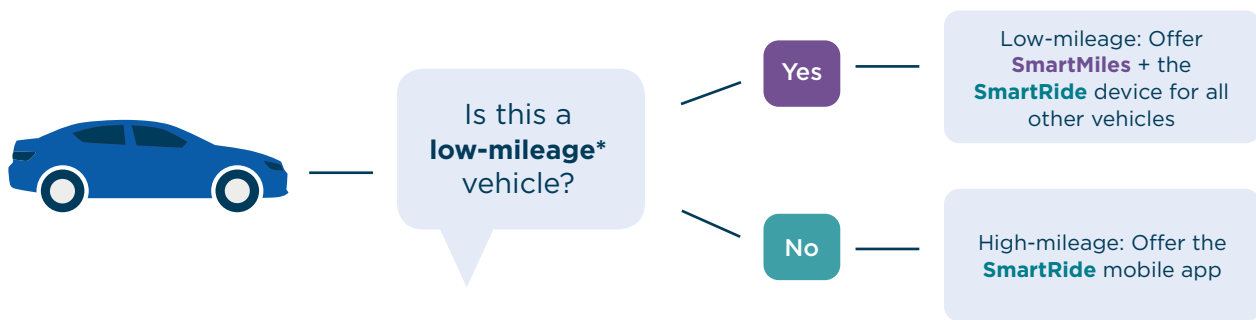 Is this a
low-mileage*
vehicle?
Yes
Low-mileage: Offer
SmartMiles + the
SmartRide device for all
other vehicles
No
High-mileage: Offer the
SmartRide mobile app